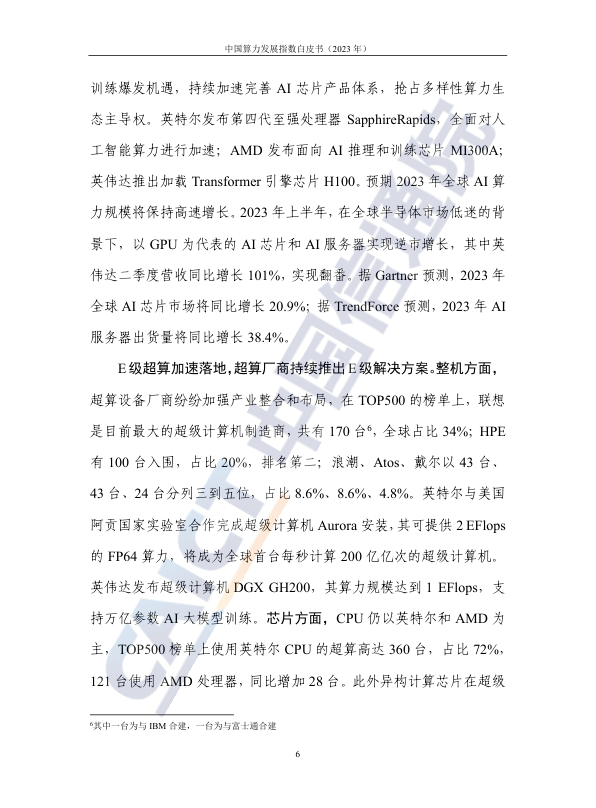 中国算力发展指数白皮书（2023 年）
训练爆发机遇，持续加速完善 AI 芯片产品体系，抢占多样性算力生
态主导权。英特尔发布第四代至强处理器 SapphireRapids，全面对人
工智能算力进行加速；AMD 发布面向 AI 推理和训练芯片 MI300A;
英伟达推出加载 Transformer 引擎芯片 H100。预期 2023 年全球 AI 算
力规模将保持高速增长。2023 年上半年，在全球半导体市场低迷的背
景下，以 GPU 为代表的 AI 芯片和 AI 服务器实现逆市增长，其中英
伟达二季度营收同比增长 101%，实现翻番。据 Gartner 预测，2023 年
全球 AI 芯片市场将同比增长 20.9%；据 TrendForce 预测，2023 年 AI
服务器出货量将同比增长 38.4%。
E 级超算加速落地，超算厂商持续推出 E 级解决方案。整机方面，
超算设备厂商纷纷加强产业整合和布局，在 TOP500 的榜单上，联想
是目前最大的超级计算机制造商，共有 170 台⁶，全球占比 34%；HPE
有 100 台入围，占比 20%，排名第二；浪潮、Atos、戴尔以 43 台、
43 台、24 台分列三到五位，占比 8.6%、8.6%、4.8%。英特尔与美国
阿贡国家实验室合作完成超级计算机 Aurora 安装，其可提供 2 EFlops
的 FP64 算力，将成为全球首台每秒计算 200 亿亿次的超级计算机。
英伟达发布超级计算机 DGX GH200，其算力规模达到 1 EFlops，支
持万亿参数 AI 大模型训练。芯片方面，CPU 仍以英特尔和 AMD 为
主，TOP500 榜单上使用英特尔 CPU 的超算高达 360 台，占比 72%，
121 台使用 AMD 处理器，同比增加 28 台。此外异构计算芯片在超级
⁶其中一台为与 IBM 合建，一台为与富士通合建
6
CAICT 中国信通院